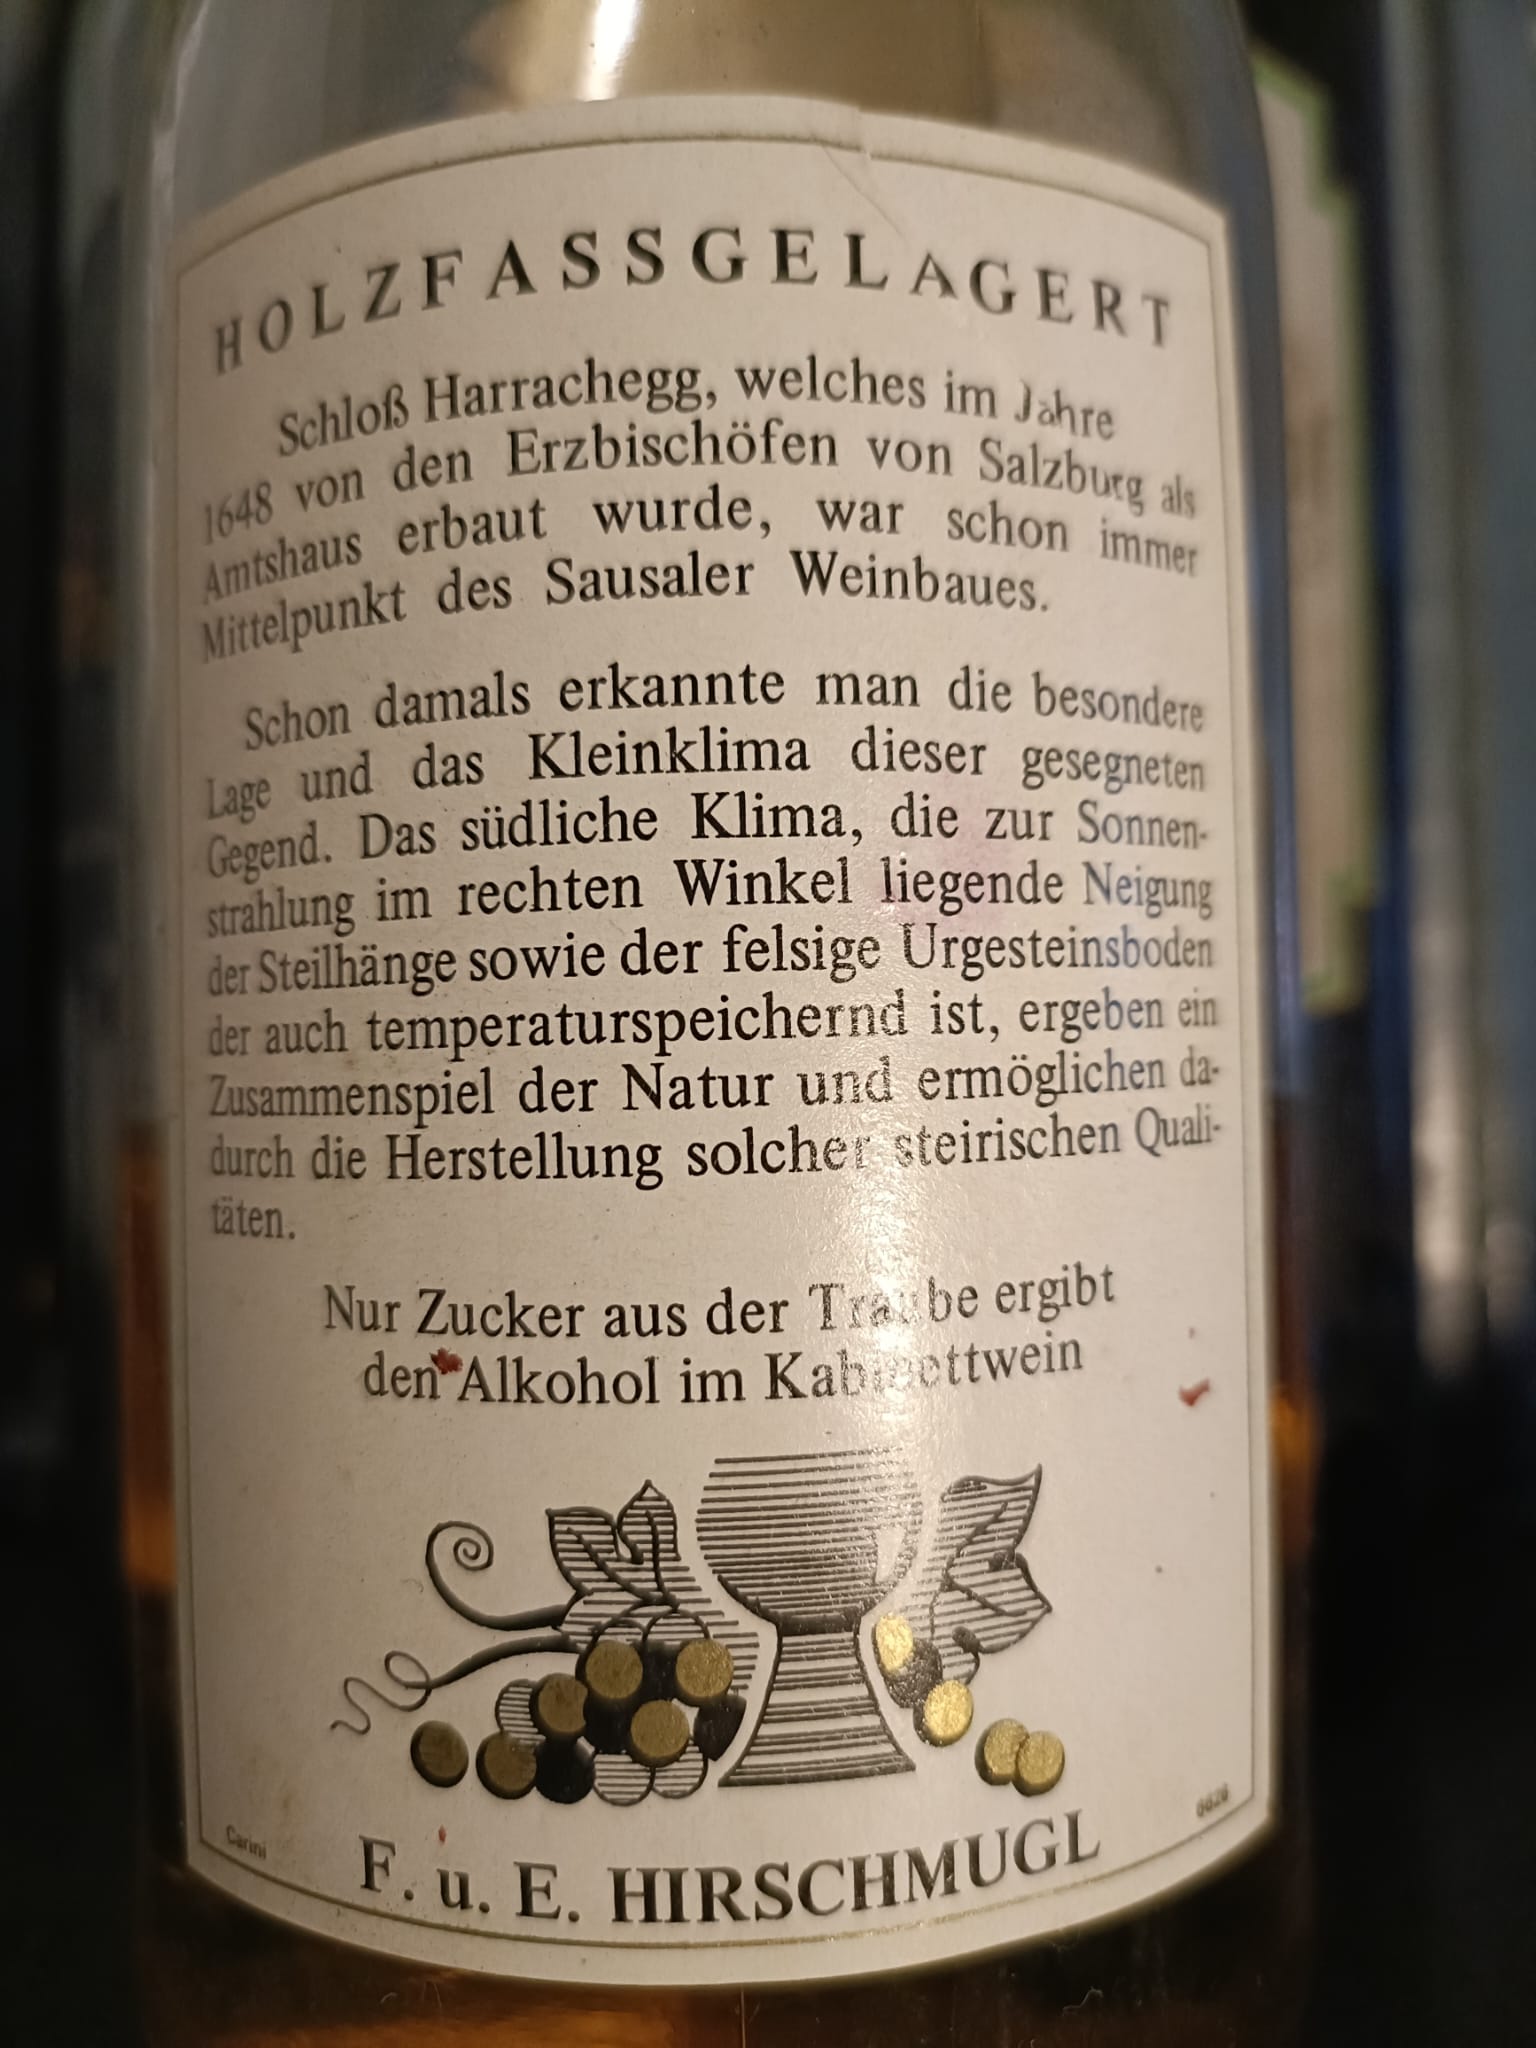 HOLZFASSGELAGERT
Schloß Harrachegg, welches im Jahre
1648 von den Erzbischöfen von Salzburg als
Amtshaus erbaut wurde, war schon immer
Mittelpunkt des Sausaler Weinbaues.
Schon damals erkannte man die besondere
Lage und das Kleinklima dieser gesegneten
Gegend. Das südliche Klima, die zur Sonnen-
strahlung im rechten Winkel liegende Neigung
der Steilhänge sowie der felsige Urgesteinsboden
der auch temperaturspeichernd ist, ergeben ein
Zusammenspiel der Natur und ermöglichen da-
durch die Herstellung solcher steirischen Quali-
täten.
Nur Zucker aus der Traube ergibt
den Alkohol im Kabinettwein
Carini
F. u. E. HIRSCHMUGL